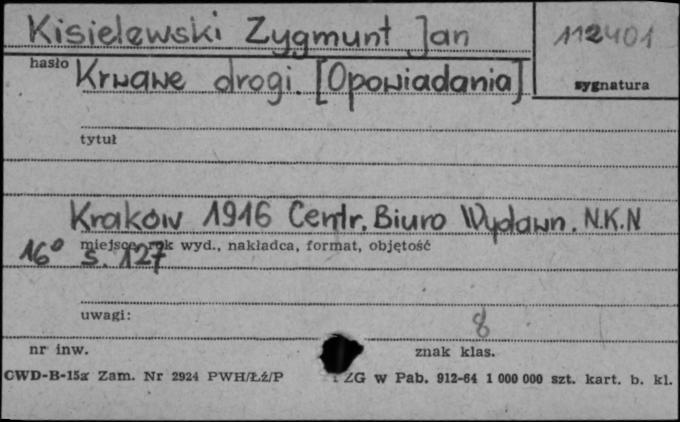 Kisielewski Zygmunt Jan
112401
hasło
Krwawe drogi. [Opowiadania]
sygnatura
tytuł
Kraków 1916 Centr. Biuro Wydawn. N.K.N
miejsce, rok wyd., nakładca, format, objętość
16° s. 127
uwagi:
8
nr inw.
znak klas.
CWD-B-15a Zam. Nr 2924 PWH/Łź/P ZG w Pab. 912-64 1 000 000 szt. kart. b. kl.